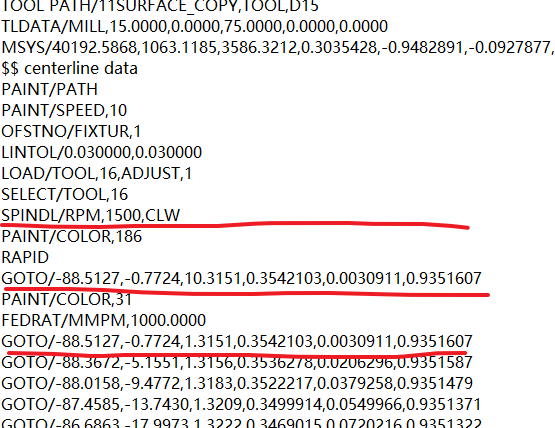 TOOL PATH/11SURFACE_COPY,TOOL,D15
TLDATA/MILL,15.0000,0.0000,75.0000,0.0000,0.0000
MSYS/40192.5868,1063.1185,3586.3212,0.3035428,-0.9482891,-0.0927877,
$$ centerline data
PAINT/PATH
PAINT/SPEED,10
OFSTNO/FIXTUR,1
LINTOL/0.030000,0.030000
LOAD/TOOL,16,ADJUST,1
SELECT/TOOL,16
SPINDL/RPM,1500,CLW
PAINT/COLOR,186
RAPID
GOTO/-88.5127,-0.7724,10.3151,0.3542103,0.0030911,0.9351607
PAINT/COLOR,31
FEDRAT/MMPM,1000.0000
GOTO/-88.5127,-0.7724,1.3151,0.3542103,0.0030911,0.9351607
GOTO/-88.3672,-5.1551,1.3156,0.3536278,0.0206296,0.9351587
GOTO/-88.0158,-9.4772,1.3183,0.3522217,0.0379258,0.9351479
GOTO/-87.4585,-13.7430,1.3209,0.3499914,0.0549966,0.9351371
GOTO/-86.6863,-17.9973,1.3222,0.3469015,0.0720216,0.9351322